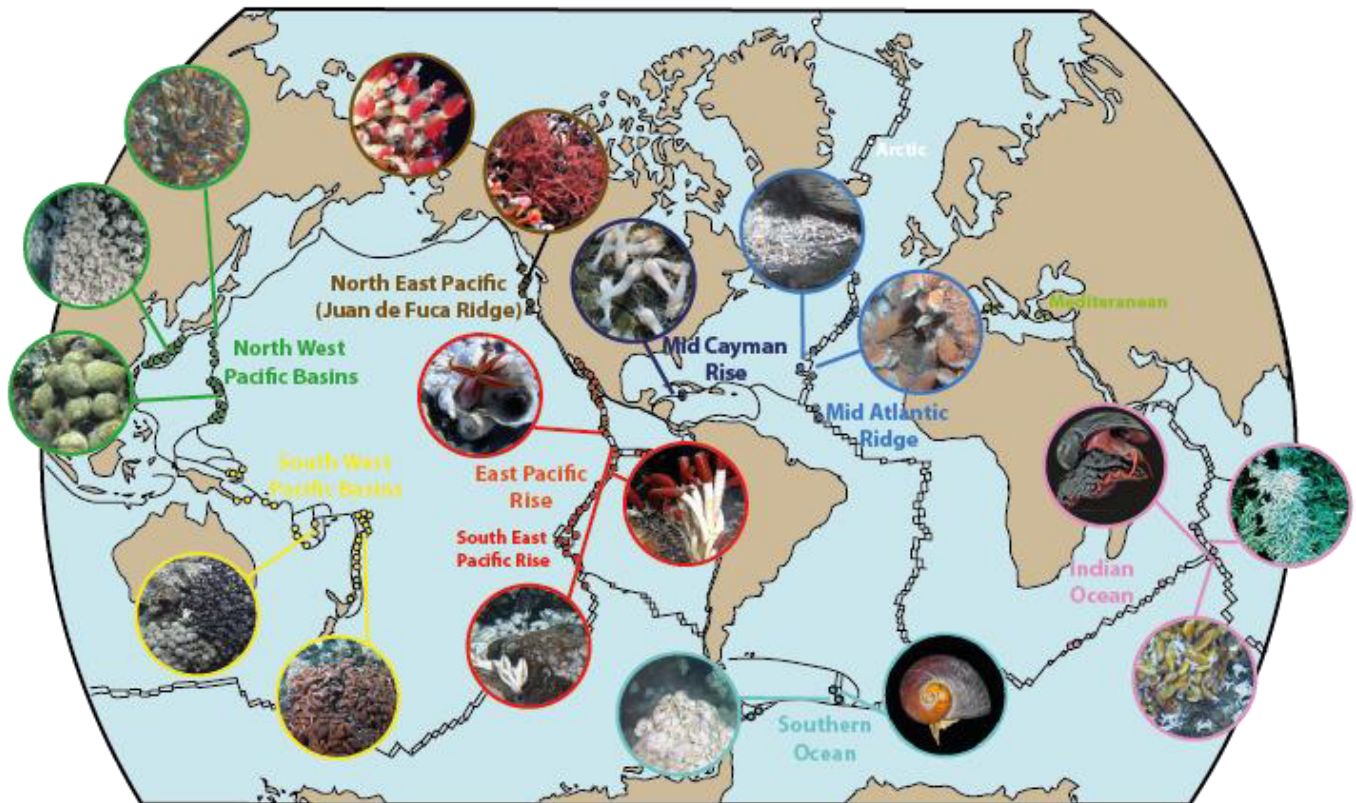 Arctic
North East Pacific
(Juan de Fuca Ridge)
Mediteranean
North West
Pacific Basins
Mid Cayman
Rise
Mid Atlantic
Ridge
South West
Pacific Basins
East Pacific
Rise
South East
Pacific Rise
Indian
Ocean
Southern
Ocean